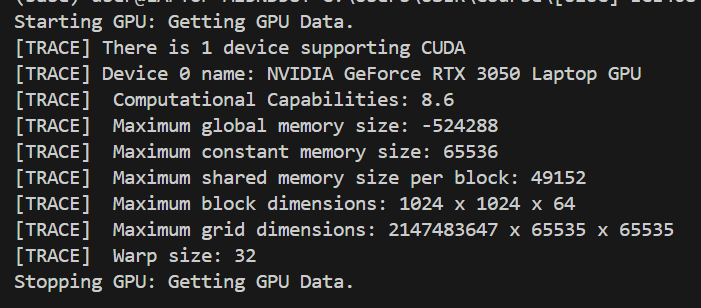 Starting GPU: Getting GPU Data.
[TRACE] There is 1 device supporting CUDA
[TRACE] Device 0 name: NVIDIA GeForce RTX 3050 Laptop GPU
[TRACE]  Computational Capabilities: 8.6
[TRACE]  Maximum global memory size: -524288
[TRACE]  Maximum constant memory size: 65536
[TRACE]  Maximum shared memory size per block: 49152
[TRACE]  Maximum block dimensions: 1024 x 1024 x 64
[TRACE]  Maximum grid dimensions: 2147483647 x 65535 x 65535
[TRACE]  Warp size: 32
Stopping GPU: Getting GPU Data.